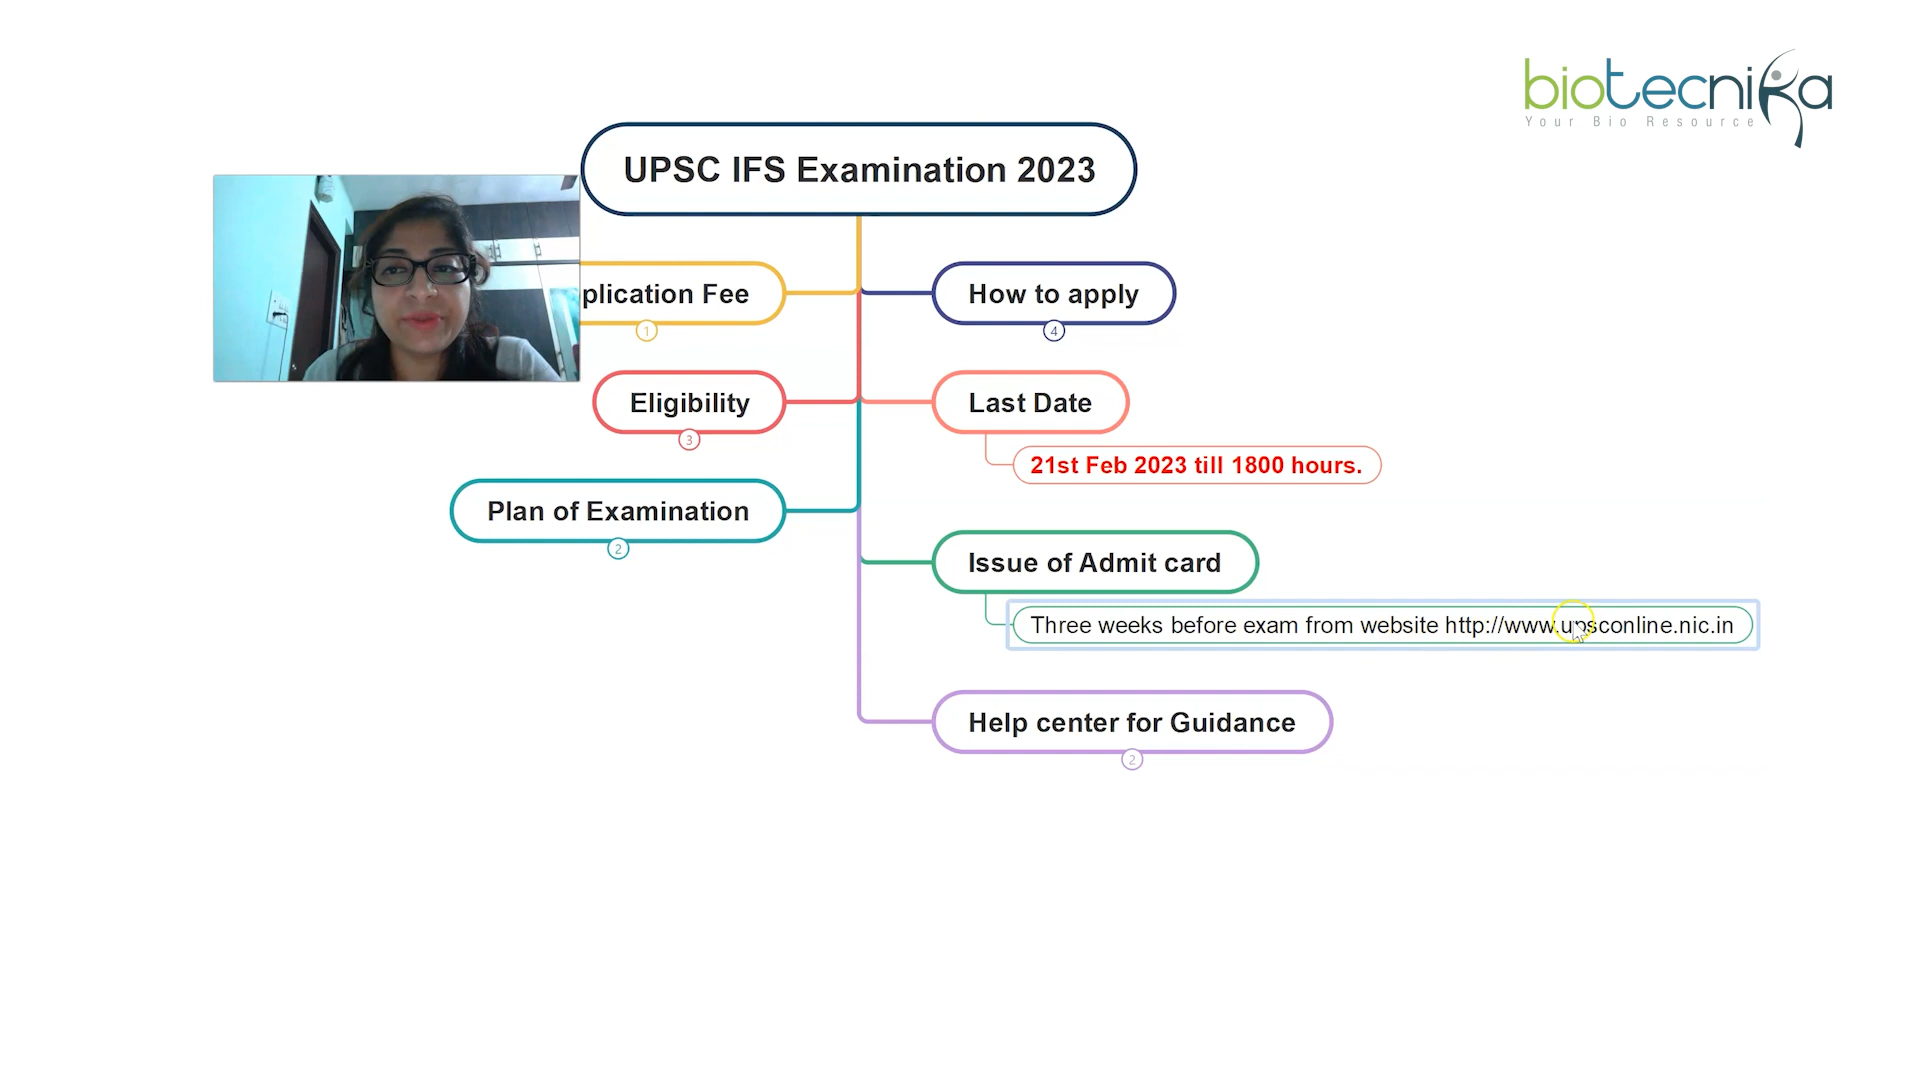 biotecnika
Your Bio Resource
UPSC IFS Examination 2023
plication Fee
1
How to apply
4
Eligibility
3
Last Date
21st Feb 2023 till 1800 hours.
Plan of Examination
2
Issue of Admit card
Three weeks before exam from website http://www.upsconline.nic.in
Help center for Guidance
2